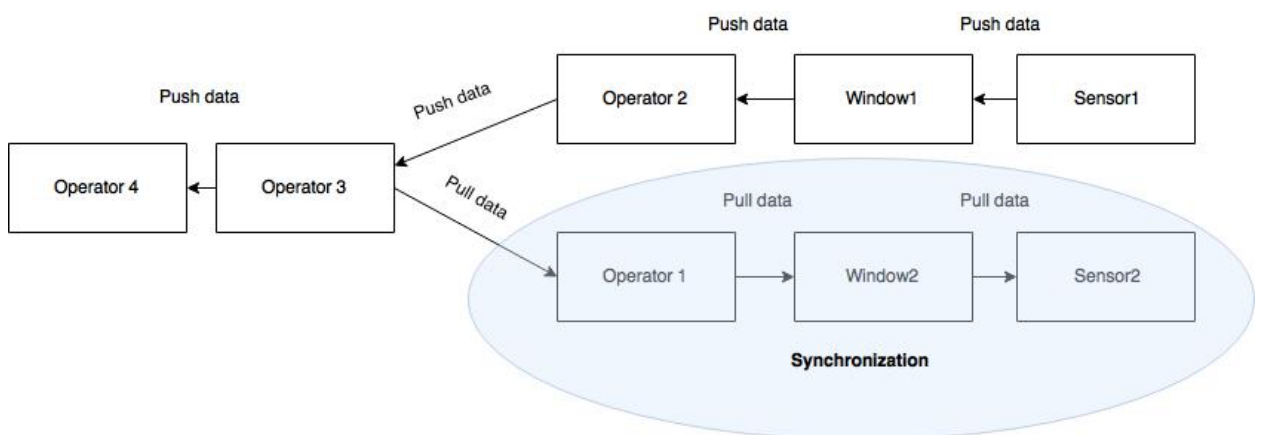 Push data
Push data
Operator 2
Window1
Sensor1
Push data
Push data
Operator 4
Operator 3
Pull data
Pull data
Pull data
Operator 1
Window2
Sensor2
Synchronization